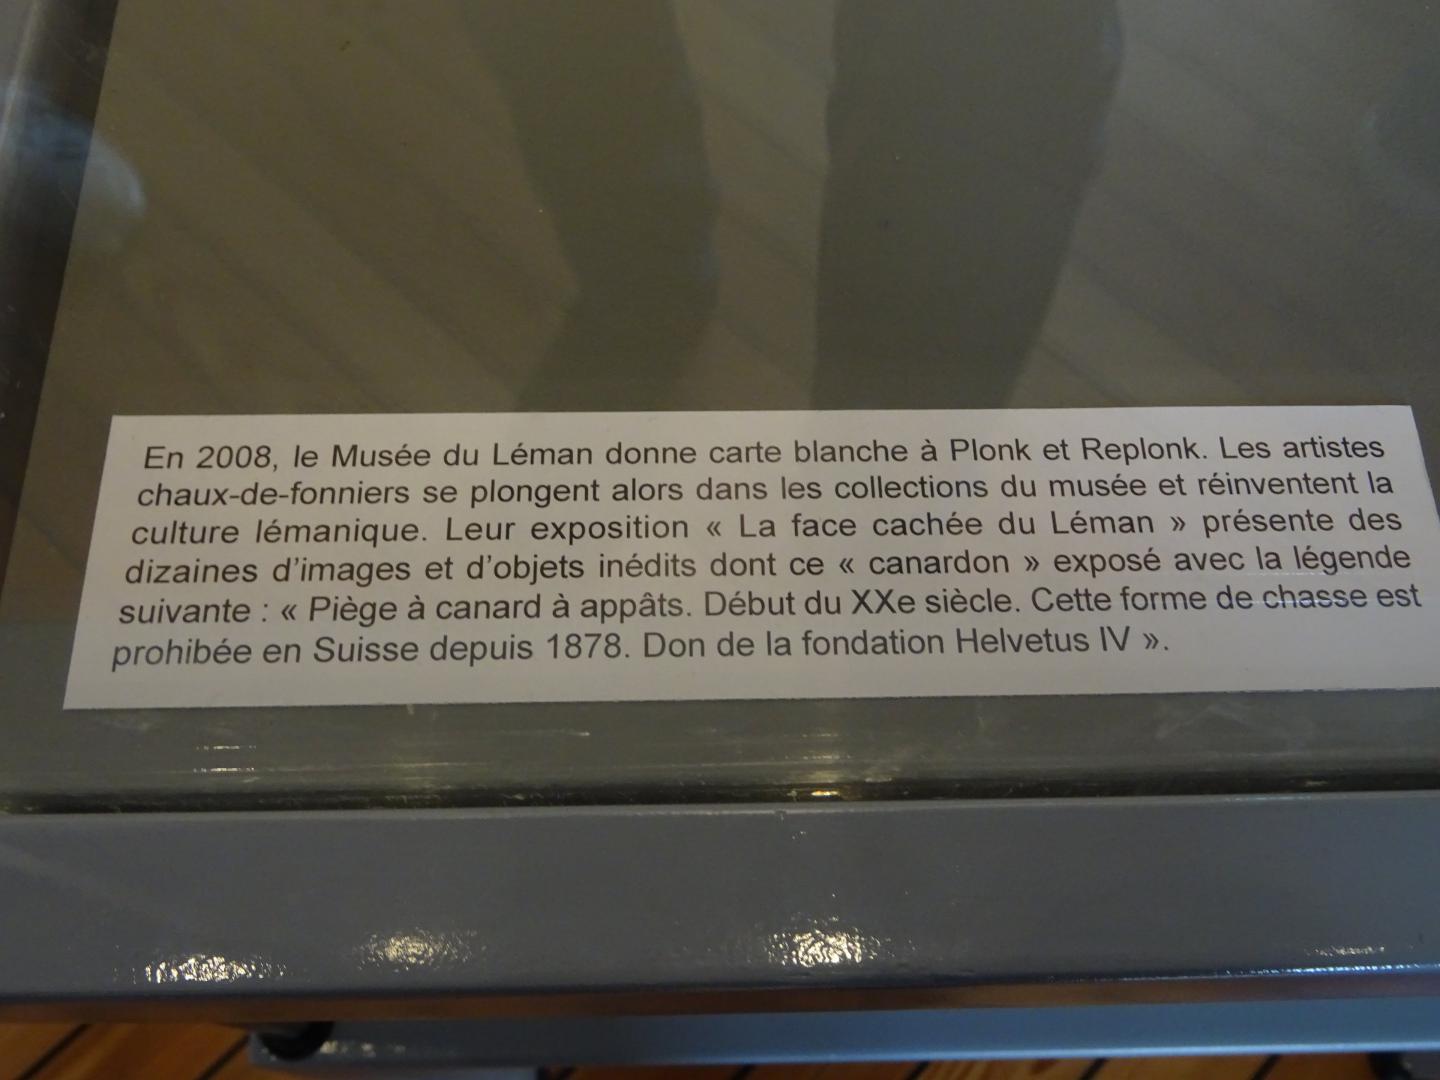 En 2008, le Musée du Léman donne carte blanche à Plonk et Replonk. Les artistes
chaux-de-fonniers se plongent alors dans les collections du musée et réinventent la
culture lémanique. Leur exposition « La face cachée du Léman » présente des
dizaines d'images et d'objets inédits dont ce « canardon » exposé avec la légende
suivante : « Piège à canard à appâts. Début du XXe siècle. Cette forme de chasse est
prohibée en Suisse depuis 1878. Don de la fondation Helvetus IV ».